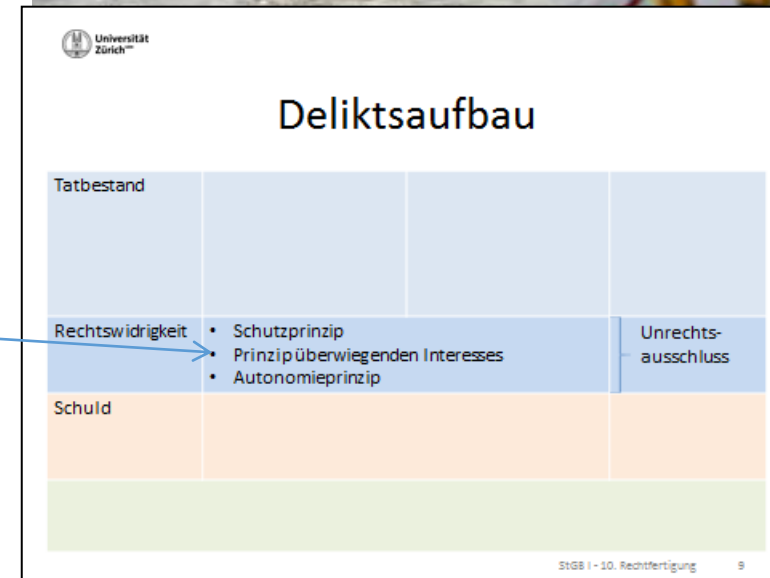 Universität
Zürich
Deliktsaufbau
Tatbestand
Rechtswidrigkeit
• Schutzprinzip
• Prinzip überwiegenden Interesses
• Autonomieprinzip
Unrechts-
ausschluss
Schuld
StGB I - 10. Rechtfertigung 9